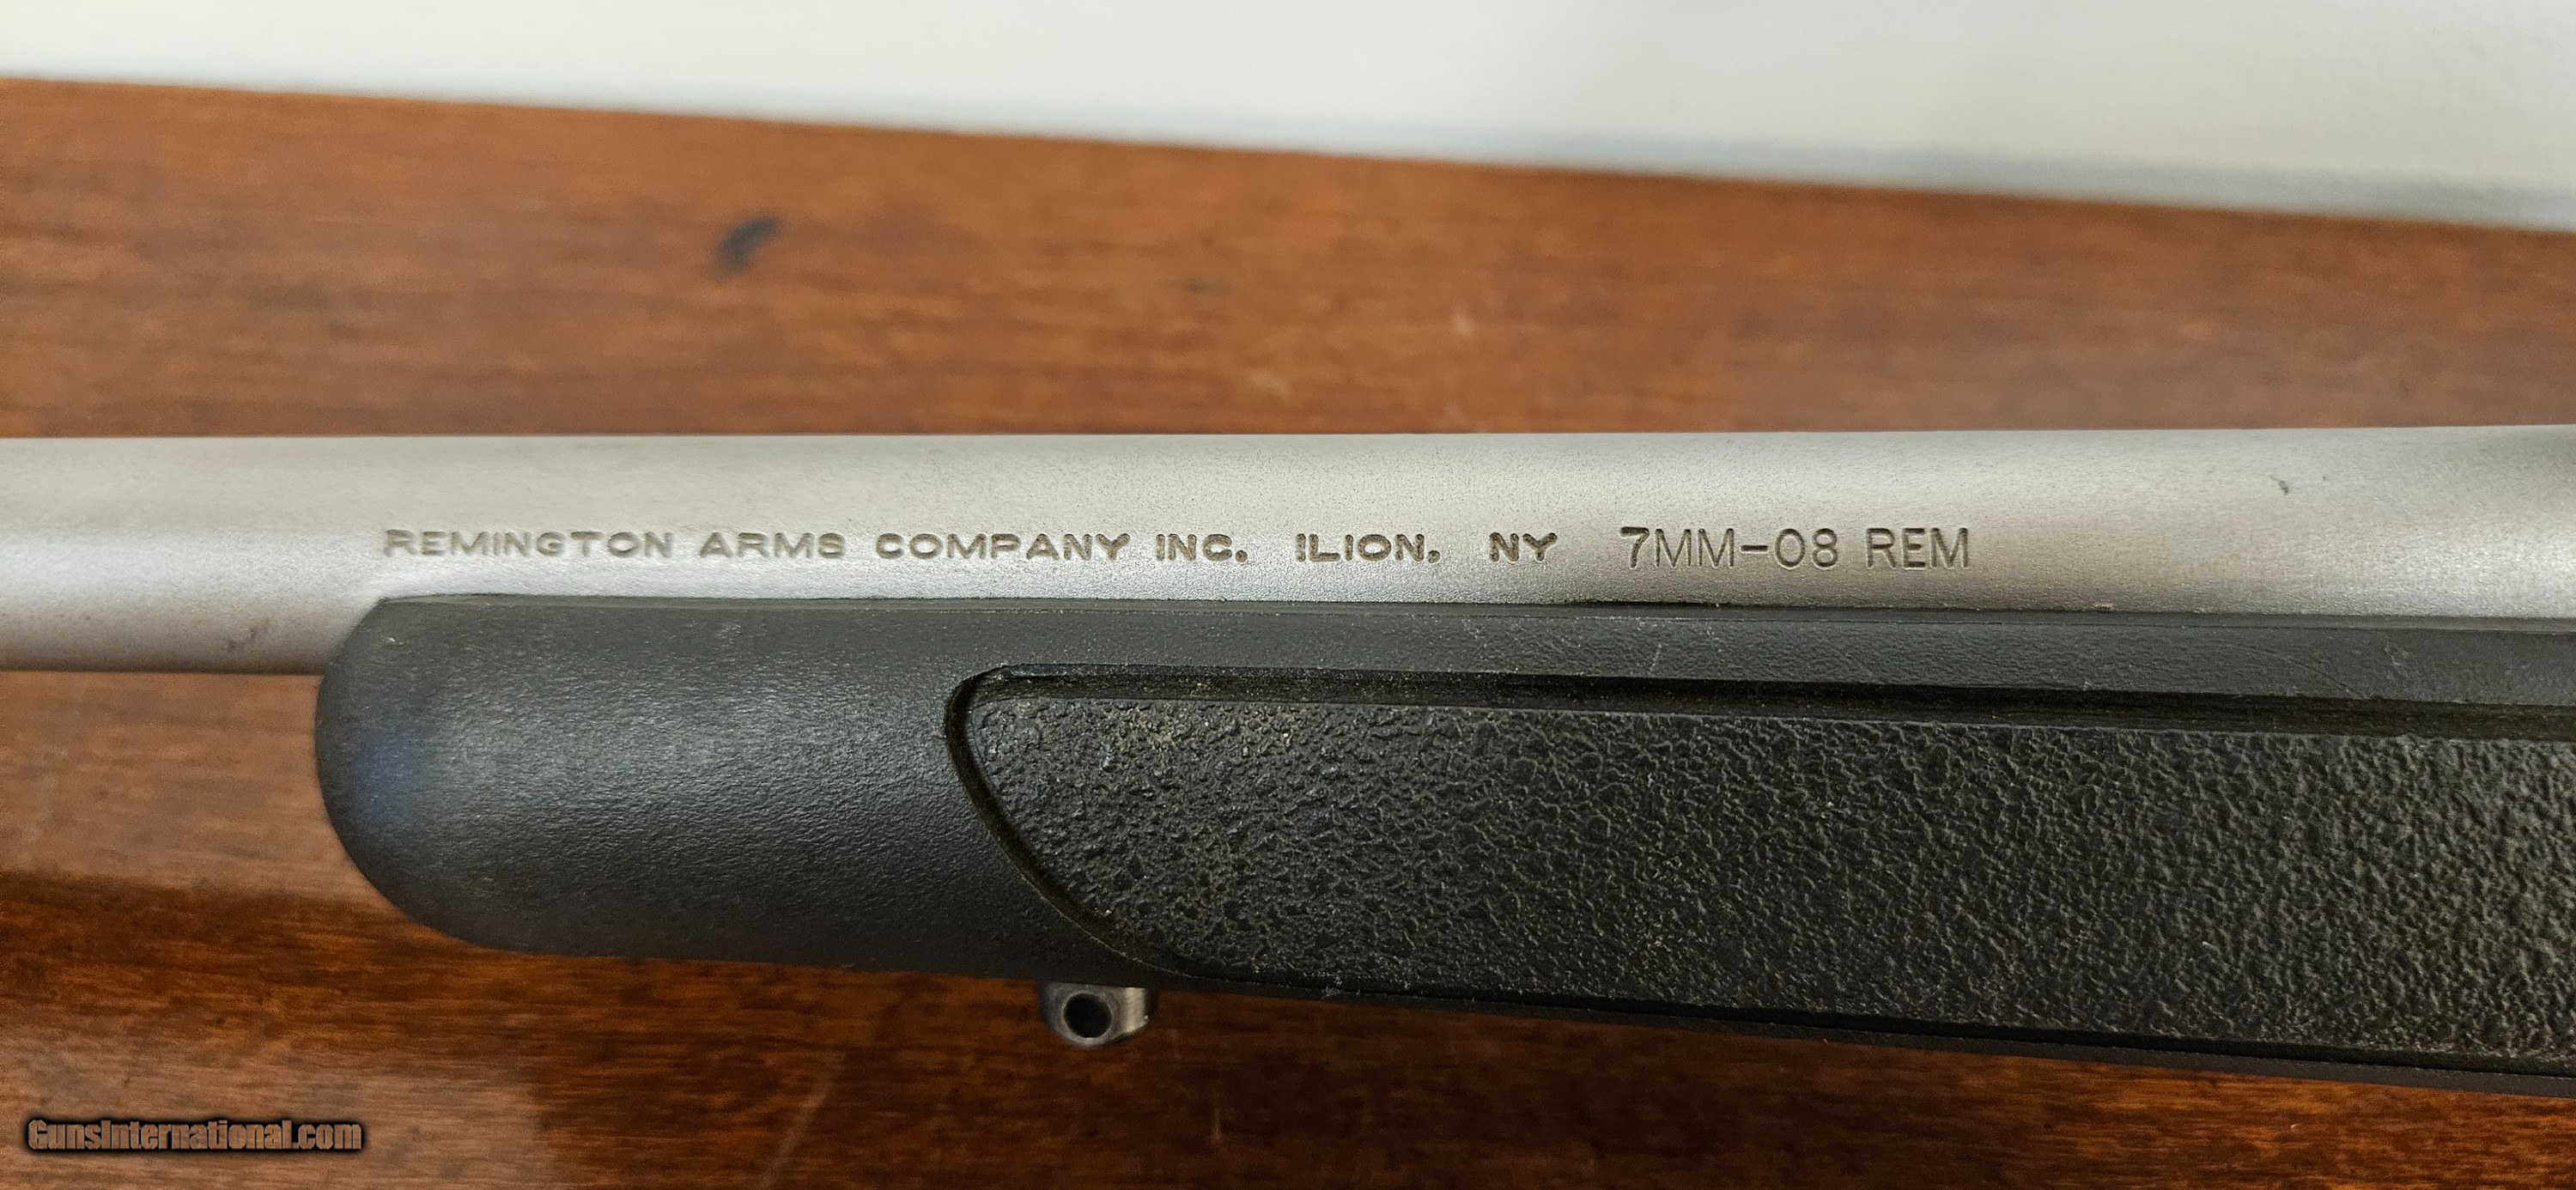 REMINGTON ARMS COMPANY INC. ILION, NY 7MM-08 REM
GunsInternational.com